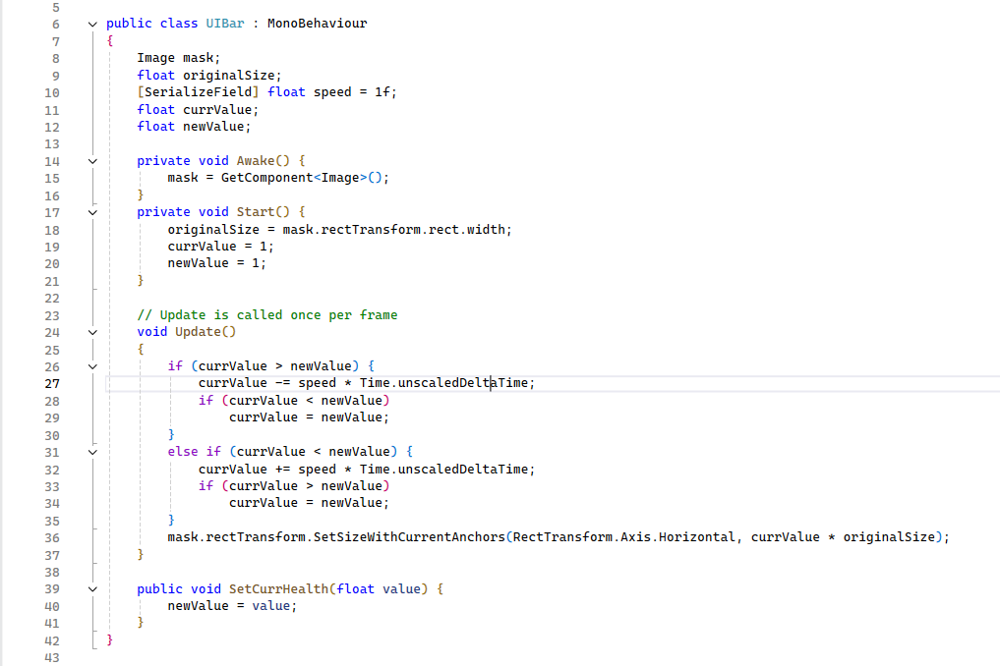 5
6 public class UIBar : MonoBehaviour
7 {
8 Image mask;
9 float originalSize;
10 [SerializeField] float speed = 1f;
11 float currValue;
12 float newValue;
13
14 private void Awake() {
15 mask = GetComponent<Image>();
16 }
17 private void Start() {
18 originalSize = mask.rectTransform.rect.width;
19 currValue = 1;
20 newValue = 1;
21 }
22
23 // Update is called once per frame
24 void Update()
25 {
26 if (currValue > newValue) {
27 currValue -= speed * Time.unscaledDeltaTime;
28 if (currValue < newValue)
29 currValue = newValue;
30 }
31 else if (currValue < newValue) {
32 currValue += speed * Time.unscaledDeltaTime;
33 if (currValue > newValue)
34 currValue = newValue;
35 }
36 mask.rectTransform.SetSizeWithCurrentAnchors(RectTransform.Axis.Horizontal, currValue * originalSize);
37 }
38
39 public void SetCurrHealth(float value) {
40 newValue = value;
41 }
42 }
43